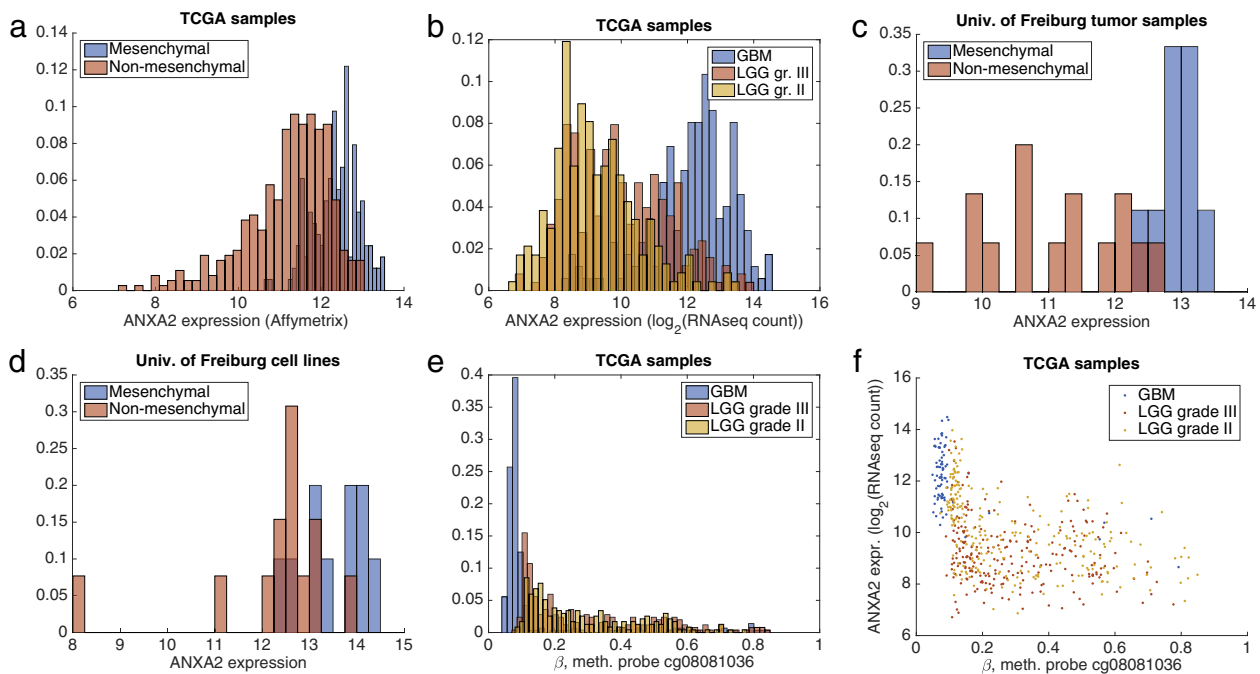 a
TCGA samples
0.14
0.12
0.1
0.08
0.06
0.04
0.02
0
6
8
10
12
14
Mesenchymal
Non-mesenchymal
ANXA2 expression (Affymetrix)
b
TCGA samples
0.12
0.1
0.08
0.06
0.04
0.02
0
6
8
10
12
14
16
GBM
LGG gr. III
LGG gr. II
ANXA2 expression (log2(RNAseq count))
c
Univ. of Freiburg tumor samples
0.35
0.3
0.25
0.2
0.15
0.1
0.05
0
9
10
11
12
13
14
Mesenchymal
Non-mesenchymal
ANXA2 expression
d
Univ. of Freiburg cell lines
0.35
0.3
0.25
0.2
0.15
0.1
0.05
0
8
9
10
11
12
13
14
15
Mesenchymal
Non-mesenchymal
ANXA2 expression
e
TCGA samples
0.4
0.35
0.3
0.25
0.2
0.15
0.1
0.05
0
0
0.2
0.4
0.6
0.8
1
GBM
LGG grade III
LGG grade II
β, meth. probe cg08081036
f
TCGA samples
16
14
12
10
8
6
0
0.2
0.4
0.6
0.8
1
GBM
LGG grade III
LGG grade II
ANXA2 expr. (log2(RNAseq count))
β, meth. probe cg08081036